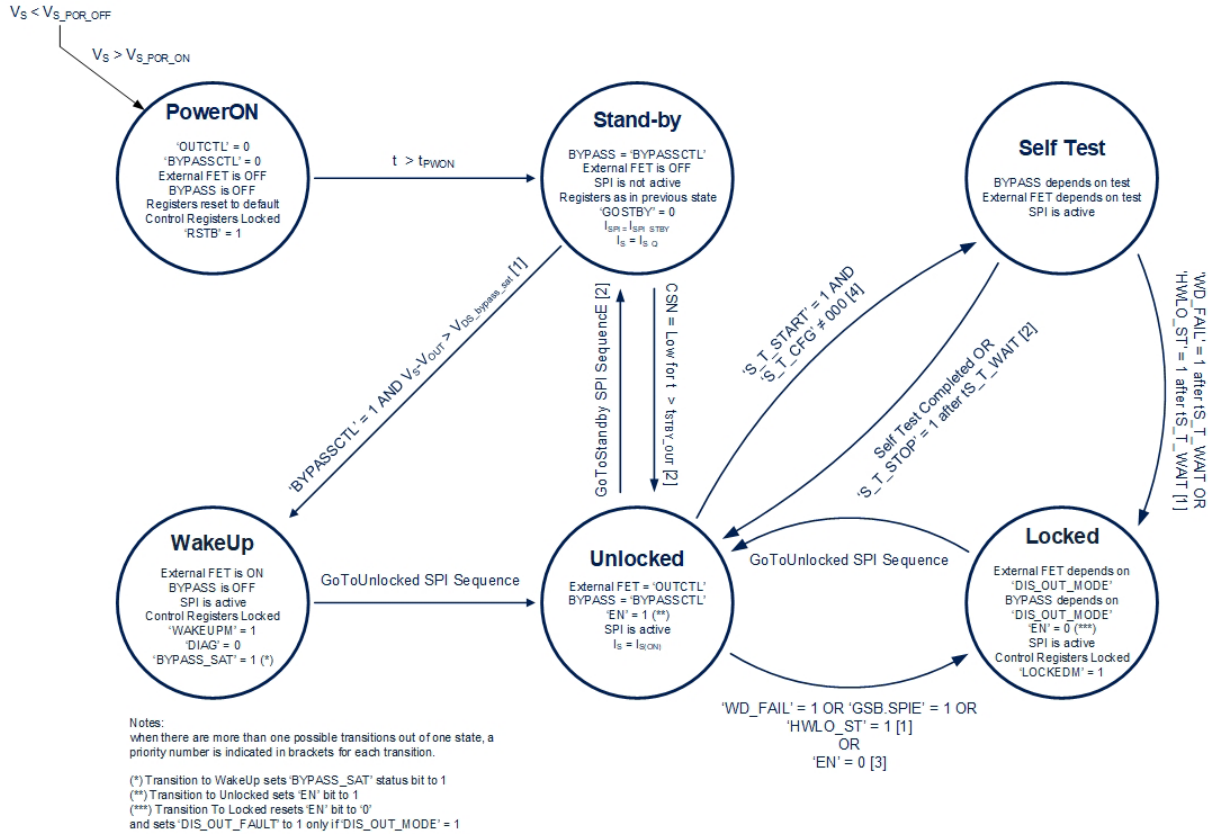 V_S < V_S_POR_OFF
V_S > V_S_POR_ON
PowerON
‘OUTCTL’ = 0
‘BYPASSCTL’ = 0
External FET is OFF
BYPASS is OFF
Registers reset to default
Control Registers Locked
‘RSTB’ = 1
t > t_PWON
Stand-by
BYPASS = ‘BYPASSCTL’
External FET is OFF
SPI is not active
Registers as in previous state
‘GOSTBY’ = 0
I_SPI = I_SPI_STBY
I_S = I_S_Q
Self Test
BYPASS depends on test
External FET depends on test
SPI is active
‘BYPASSCTL’ = 1 AND V_S-V_OUT > V_DS_bypass_sat [1]
GoToStandby SPI SequencE [2]
CSN = Low for t > t_STBY_OUT [2]
‘S_T_START’ = 1 AND
‘S_T_CFG’ ≠ 000 [4]
Self Test Completed OR
‘S_T_STOP’ = 1 after tS_T_WAIT [2]
‘WD_FAIL’ = 1 after tS_T_WAIT OR
‘HWLO_ST’ = 1 after tS_T_WAIT [1]
WakeUp
External FET is ON
BYPASS is OFF
SPI is active
Control Registers Locked
‘WAKEUPM’ = 1
‘DIAG’ = 0
‘BYPASS_SAT’ = 1 (*)
GoToUnlocked SPI Sequence
Unlocked
External FET = ‘OUTCTL’
BYPASS = ‘BYPASSCTL’
‘EN’ = 1 (**)
SPI is active
I_S = I_S(ON)
GoToUnlocked SPI Sequence
Locked
External FET depends on
‘DIS_OUT_MODE’
BYPASS depends on
‘DIS_OUT_MODE’
‘EN’ = 0 (***)
SPI is active
Control Registers Locked
‘LOCKEDM’ = 1
‘WD_FAIL’ = 1 OR ‘GSB.SPIE’ = 1 OR
‘HWLO_ST’ = 1 [1]
OR
‘EN’ = 0 [3]
Notes:
when there are more than one possible transitions out of one state, a
priority number is indicated in brackets for each transition.
(*) Transition to WakeUp sets ‘BYPASS_SAT’ status bit to 1
(**) Transition to Unlocked sets ‘EN’ bit to 1
(***) Transition To Locked resets ‘EN’ bit to ‘0’
and sets ‘DIS_OUT_FAULT’ to 1 only if ‘DIS_OUT_MODE’ = 1